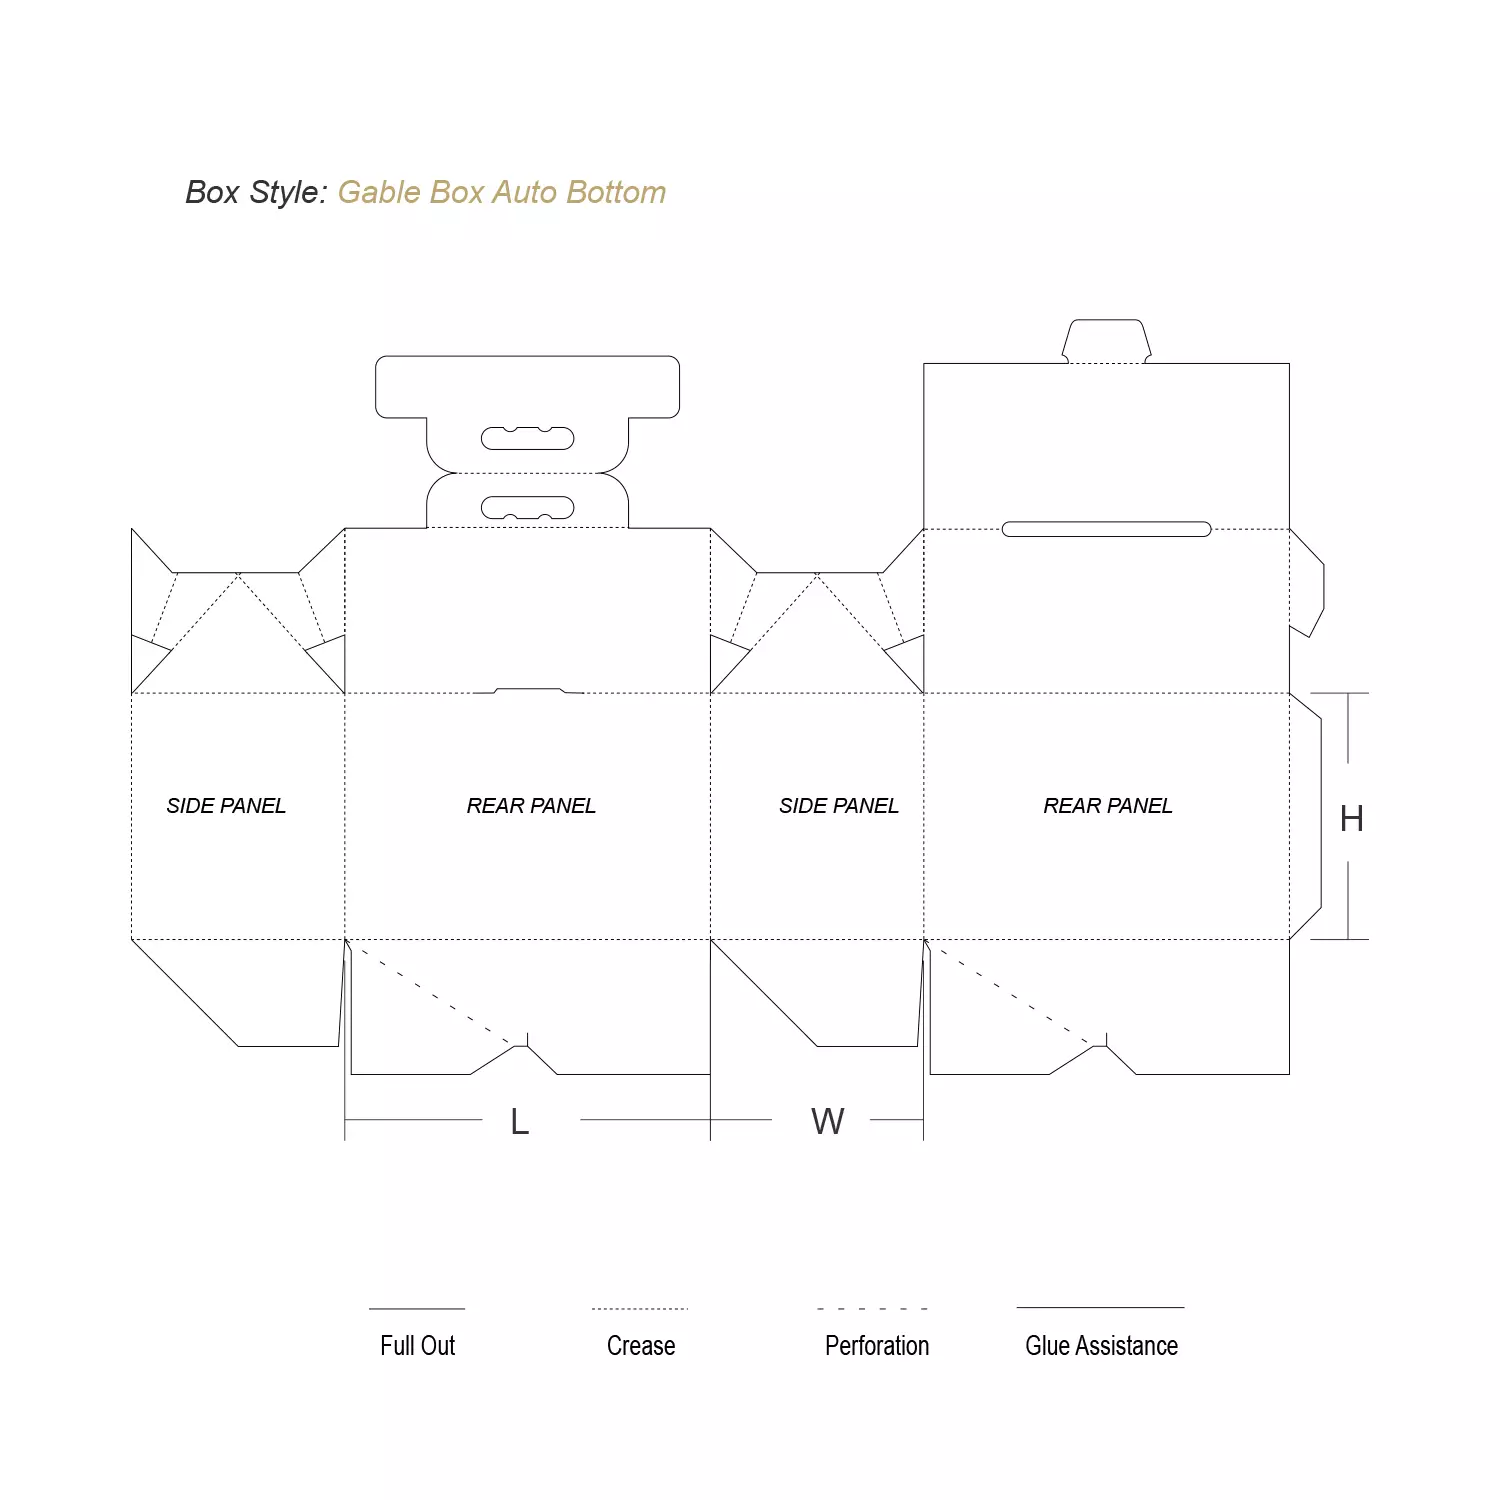 Box Style: Gable Box Auto Bottom
SIDE PANEL
REAR PANEL
SIDE PANEL
REAR PANEL
H
L
W
Full Out
Crease
Perforation
Glue Assistance